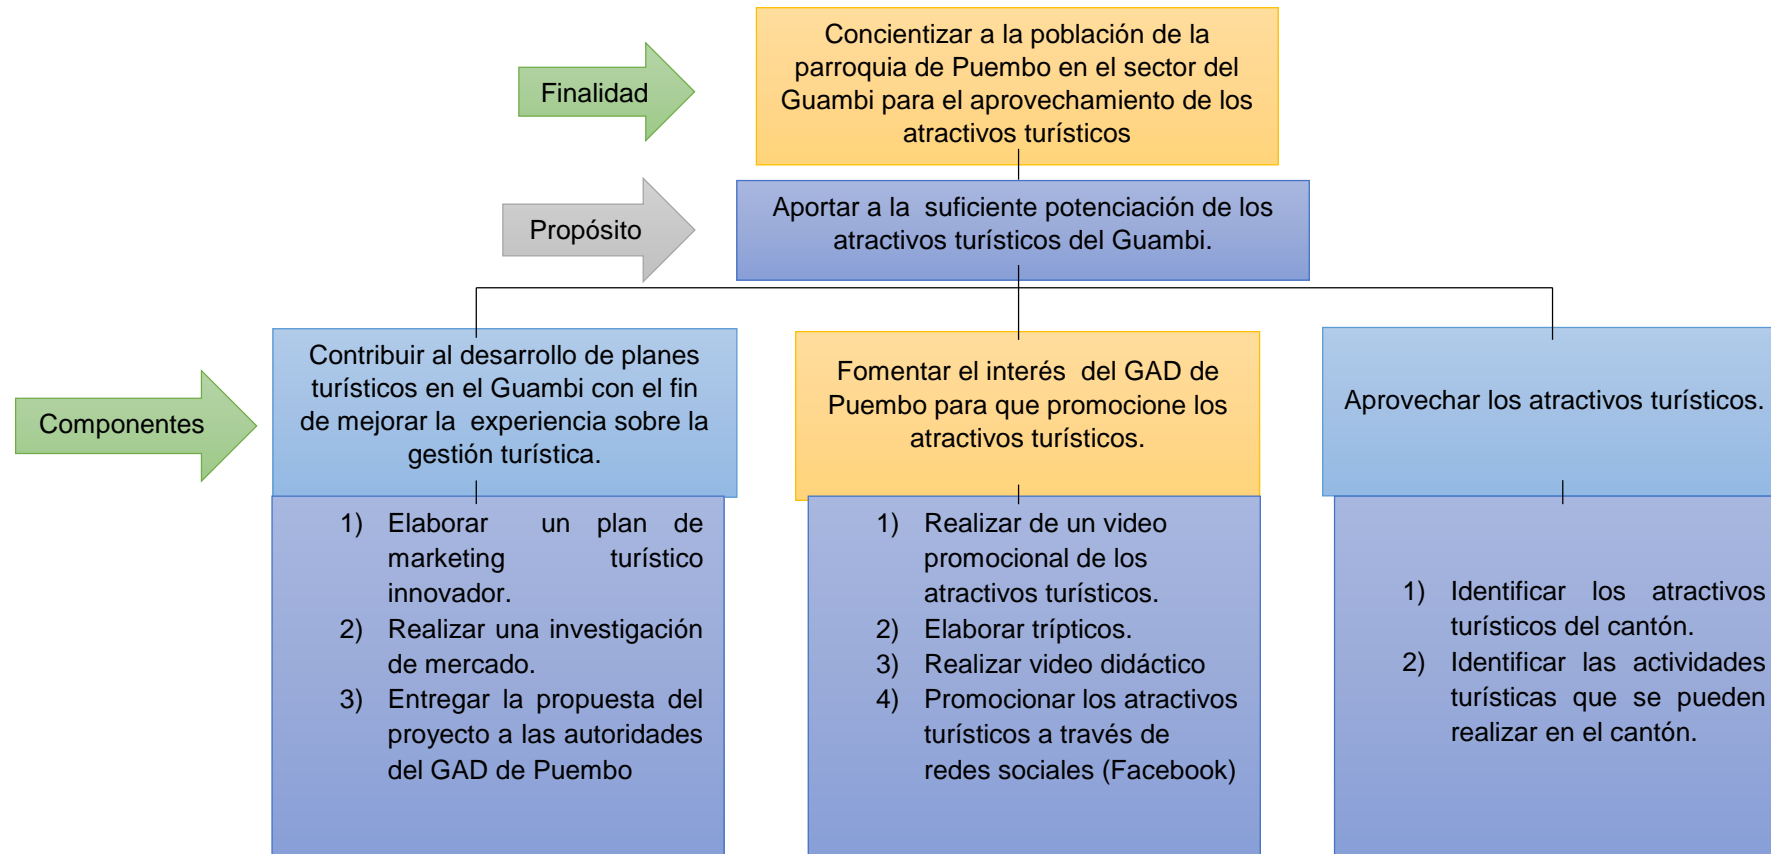 Finalidad
Concientizar a la población de la
parroquia de Puembo en el sector del
Guambi para el aprovechamiento de los
atractivos turísticos
Propósito
Aportar a la suficiente potenciación de los
atractivos turísticos del Guambi.
Componentes
Contribuir al desarrollo de planes
turísticos en el Guambi con el fin
de mejorar la experiencia sobre la
gestión turística.
Fomentar el interés del GAD de
Puembo para que promocione los
atractivos turísticos.
Aprovechar los atractivos turísticos.
1) Elaborar un plan de
marketing turístico
innovador.
2) Realizar una investigación
de mercado.
3) Entregar la propuesta del
proyecto a las autoridades
del GAD de Puembo
1) Realizar de un video
promocional de los
atractivos turísticos.
2) Elaborar trípticos.
3) Realizar video didáctico
4) Promocionar los atractivos
turísticos a través de
redes sociales (Facebook)
1) Identificar los atractivos
turísticos del cantón.
2) Identificar las actividades
turísticas que se pueden
realizar en el cantón.